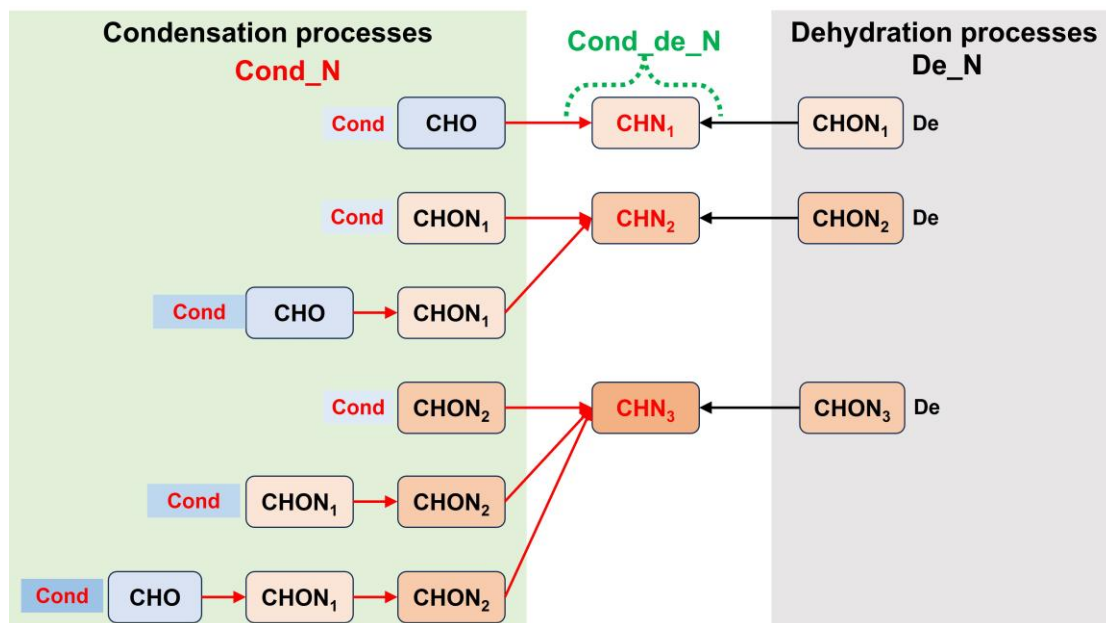 Condensation processes
Cond_N
Cond_de_N
Dehydration processes
De_N
Cond CHO CHN₁ CHON₁ De
Cond CHON₁ CHN₂ CHON₂ De
Cond CHO CHON₁
Cond CHON₂ CHN₃ CHON₃ De
Cond CHON₁ CHON₂
Cond CHO CHON₁ CHON₂